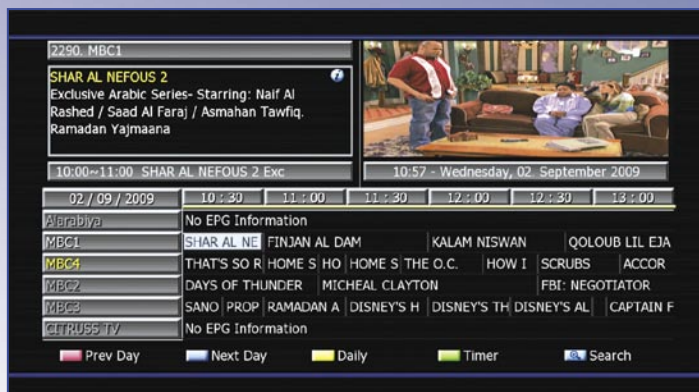 2290. MBC1
SHAR AL NEFOUS 2
Exclusive Arabic Series- Starring: Naif Al
Rashed / Saad Al Faraj / Asmahan Tawfiq.
Ramadan Yajmaana
10:00~11:00 SHAR AL NEFOUS 2 Exc
10:57 - Wednesday, 02. September 2009
02 / 09 / 2009 10 : 30 11 : 00 11 : 30 12 : 00 12 : 30 13 : 00
Alarabiya No EPG Information
MBC1 SHAR AL NE FINJAN AL DAM KALAM NISWAN QOLOUB LIL EJA
MBC4 THAT'S SO R HOME S HO HOME S THE O.C. HOW I SCRUBS ACCOR
MBC2 DAYS OF THUNDER MICHEAL CLAYTON FBI: NEGOTIATOR
MBC3 SANO PROP RAMADAN A DISNEY'S H DISNEY'S TH DISNEY'S AL CAPTAIN F
CITRUSS TV No EPG Information
Prev Day Next Day Daily Timer Search